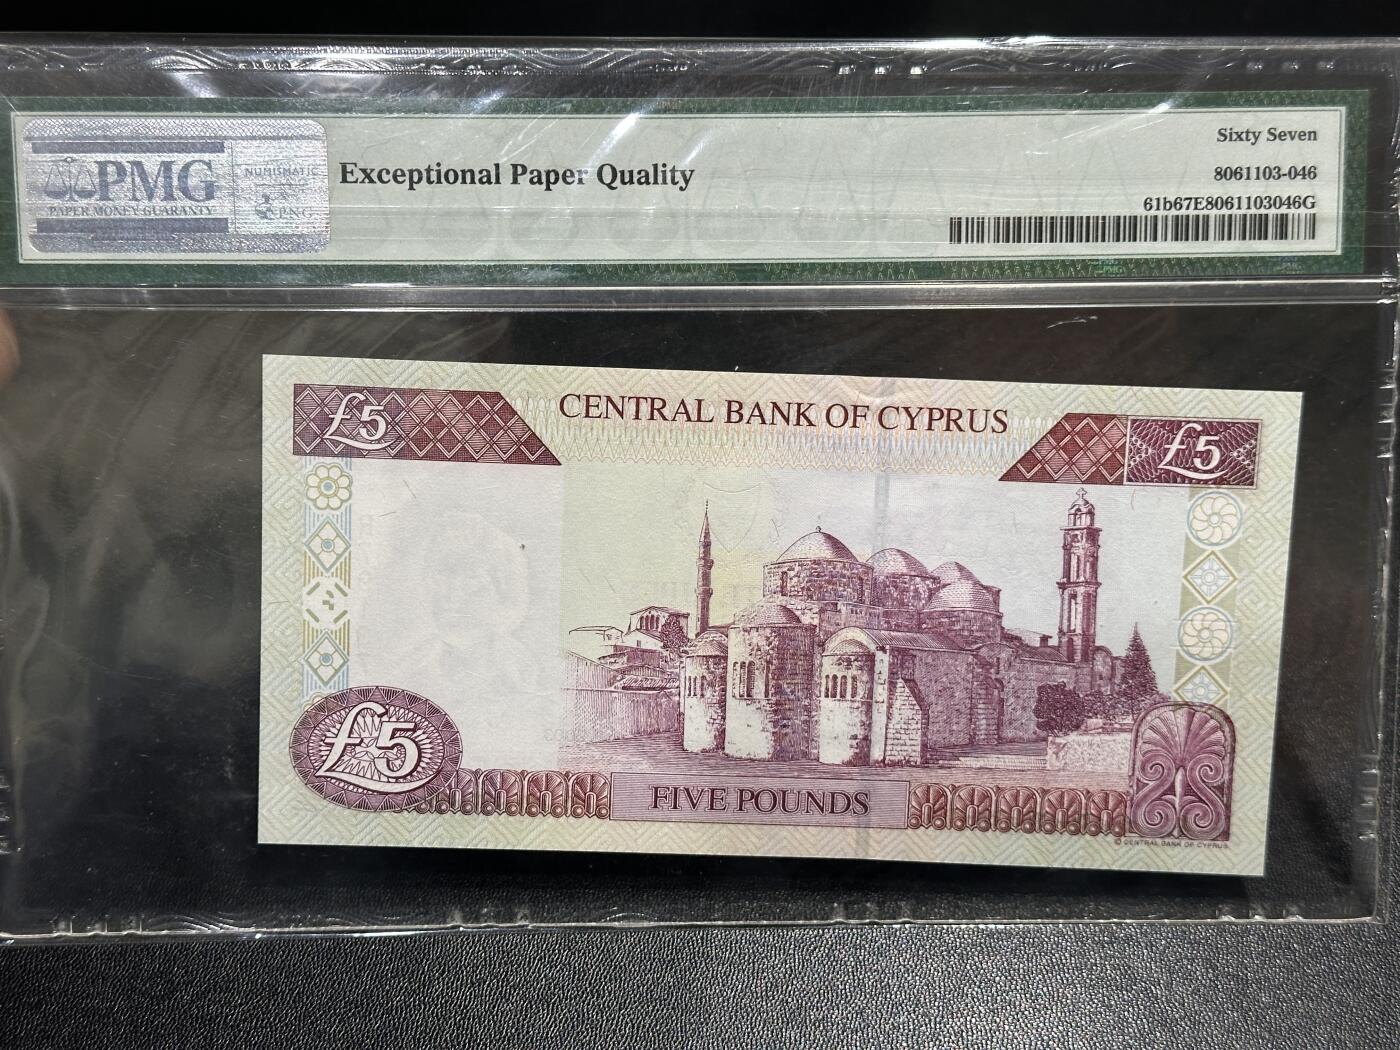 PMG
PAPER MONEY GUARANTY
NUMISMATIC
PNG
Exceptional Paper Quality
Sixty Seven
8061103-046
61b67E8061103046G
£5
CENTRAL BANK OF CYPRUS
£5
£5
FIVE POUNDS
© CENTRAL BANK OF CYPRUS